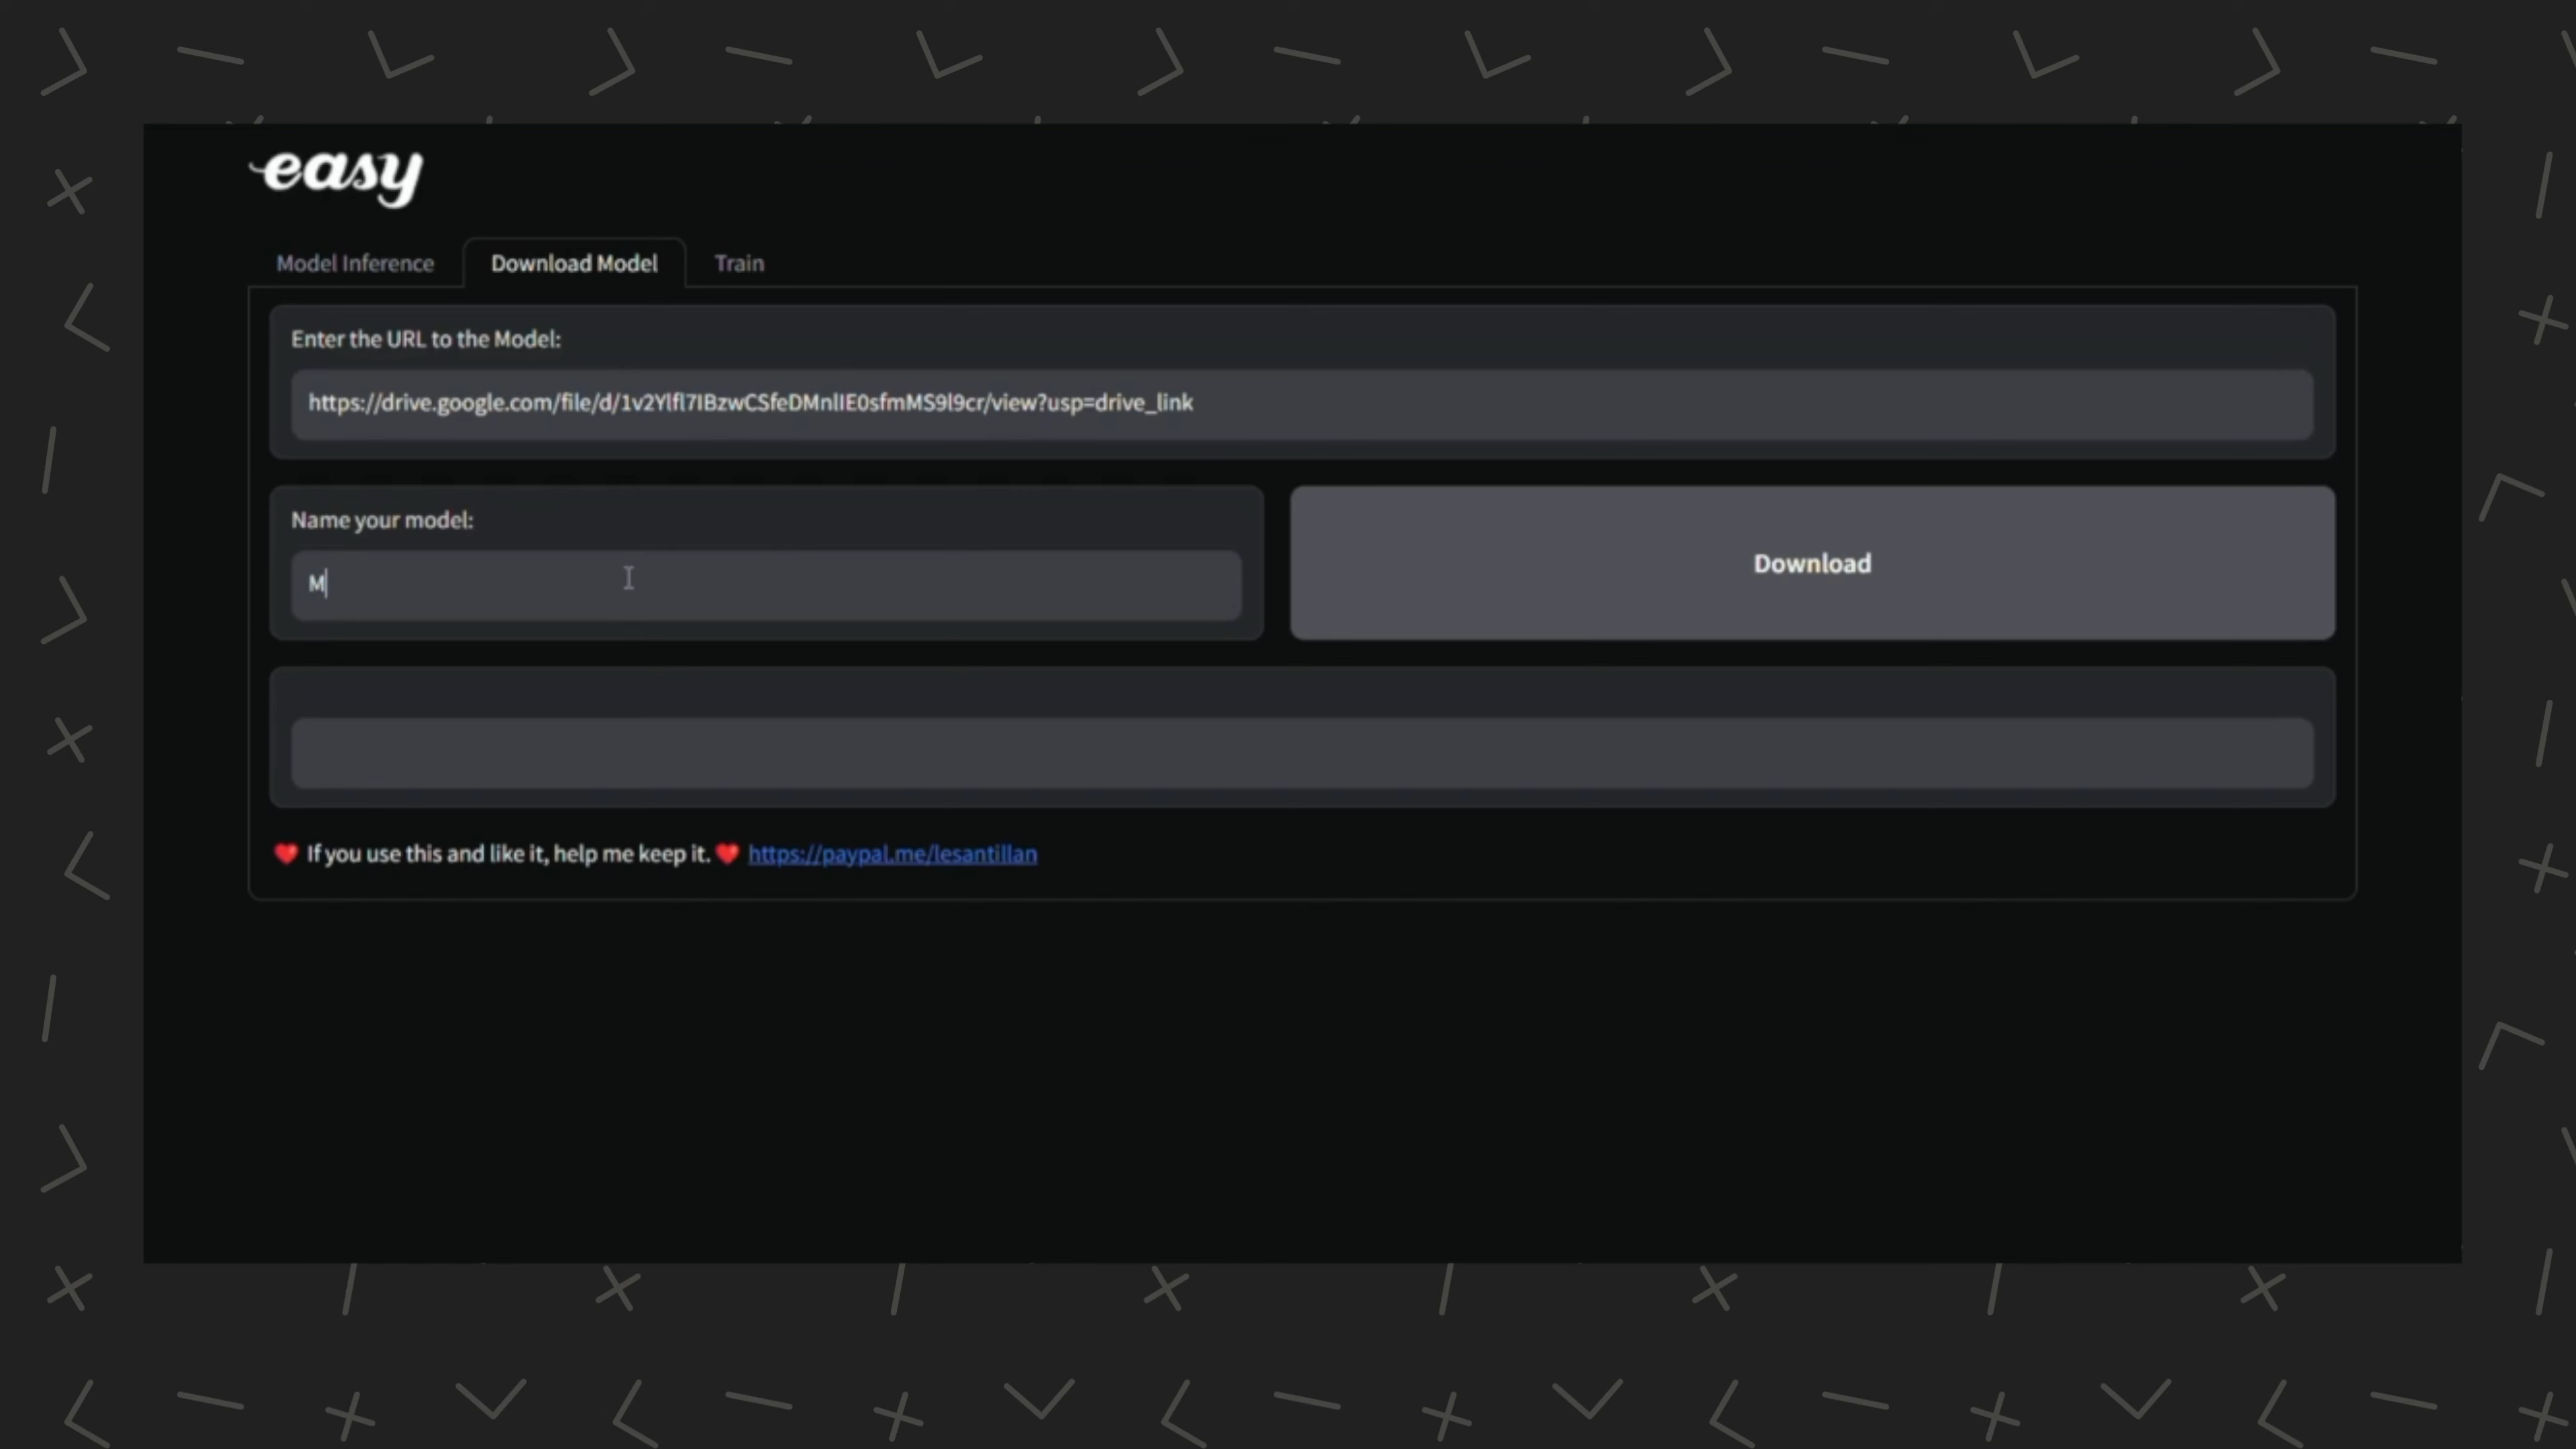 easy
Model Inference Download Model Train
Enter the URL to the Model:
https://drive.google.com/file/d/1v2Ylfl7IBzwCSfeDMnlIE0sfmMS9l9cr/view?usp=drive_link
Name your model:
M
Download
❤️ If you use this and like it, help me keep it. ❤️ https://paypal.me/lesantillan